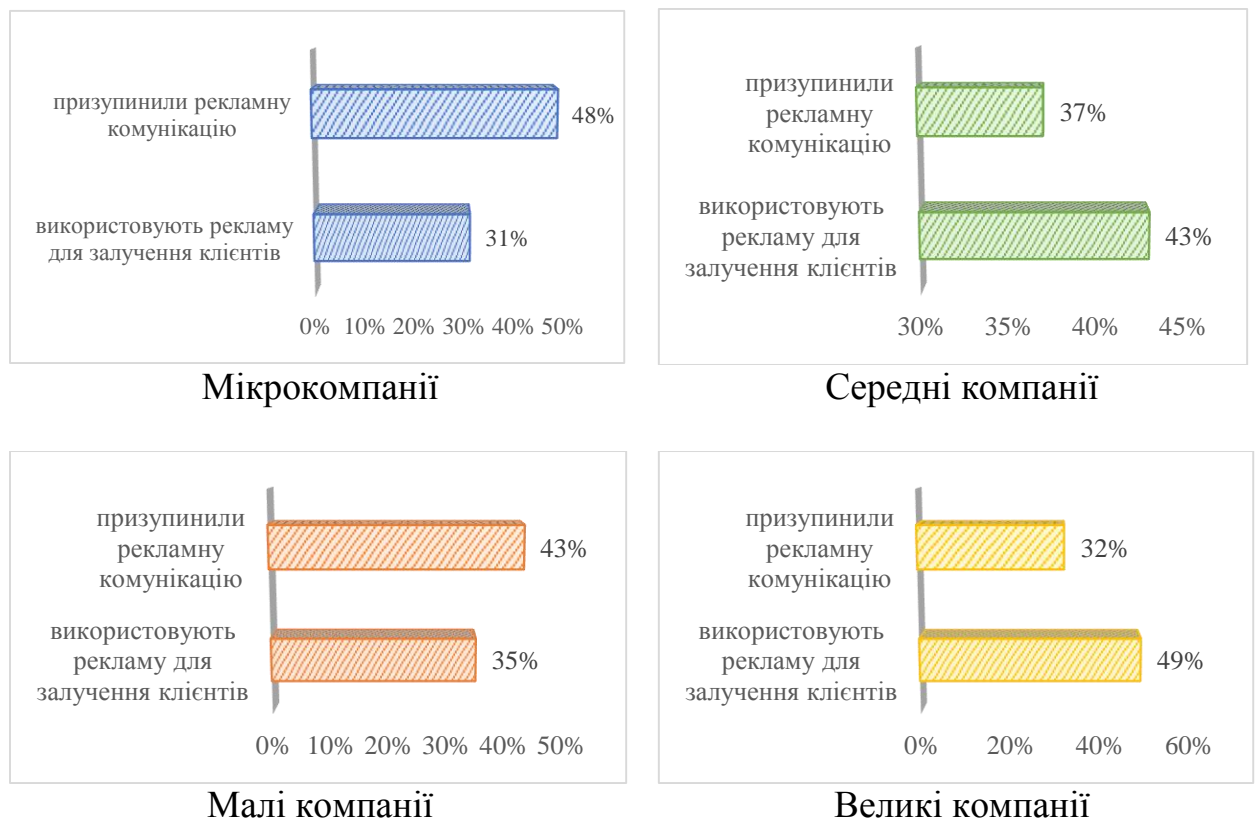 призупинили рекламну
комунікацію
48%
використовують рекламу
для залучення клієнтів
31%
0% 10% 20% 30% 40% 50%
Мікрокомпанії
призупинили
рекламну
комунікацію
37%
використовують
рекламу для
залучення клієнтів
43%
30% 35% 40% 45%
Середні компанії
призупинили
рекламну
комунікацію
43%
використовують
рекламу для
залучення клієнтів
35%
0% 10% 20% 30% 40% 50%
Малі компанії
призупинили
рекламну
комунікацію
32%
використовують
рекламу для
залучення клієнтів
49%
0% 20% 40% 60%
Великі компанії